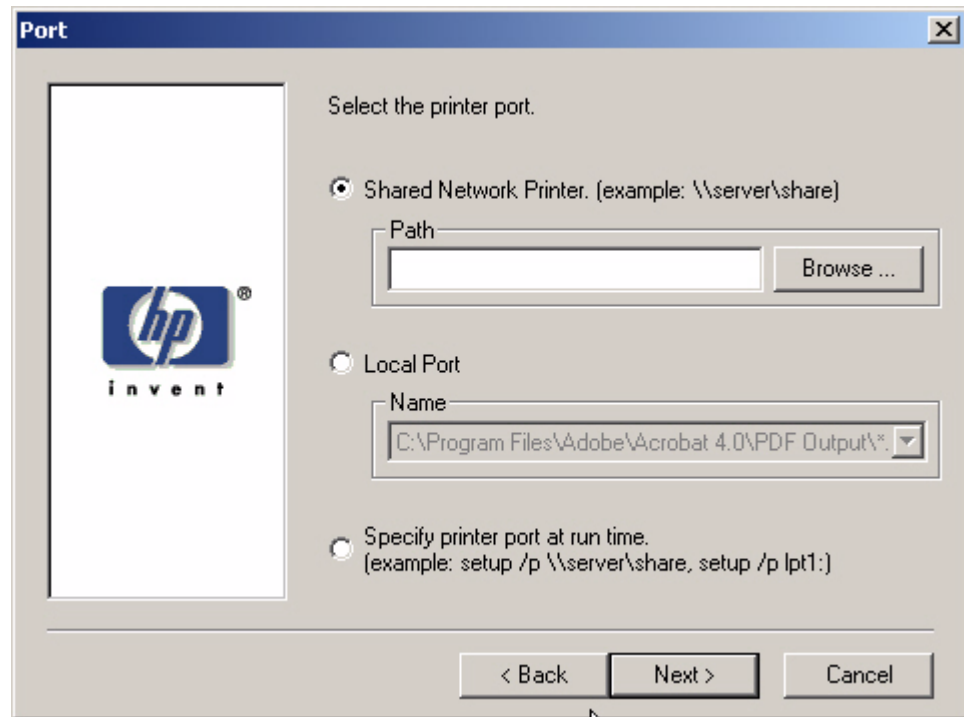 Port
Select the printer port.
Shared Network Printer. (example: \\server\share)
Path
Browse ...
hp
®
invent
Local Port
Name
C:\Program Files\Adobe\Acrobat 4.0\PDF Output\*.
Specify printer port at run time.
(example: setup /p \\server\share, setup /p lpt1:)
< Back
Next >
Cancel